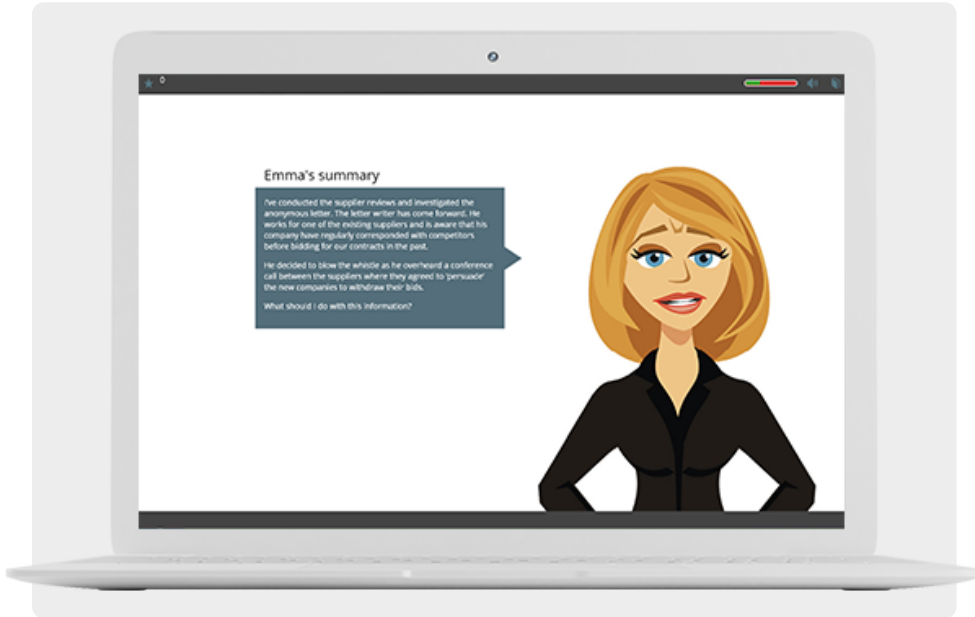 0
Emma's summary
I've conducted the supplier reviews and investigated the
anonymous letter. The letter writer has come forward. He
works for one of the existing suppliers and is aware that his
company have regularly corresponded with competitors
before bidding for our contracts in the past.
He decided to blow the whistle as he overheard a conference
call between the suppliers where they agreed to 'persuade'
the new companies to withdraw their bids.
What should I do with this information?